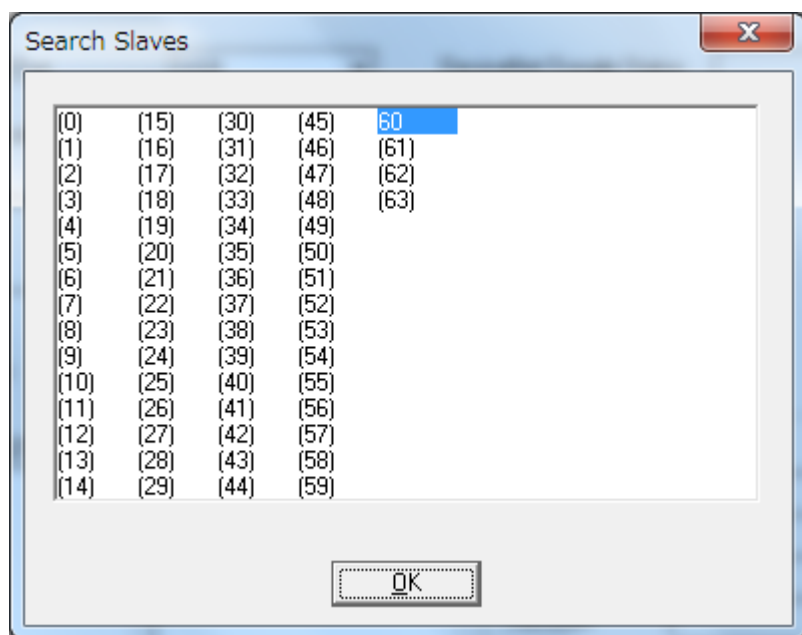 Search Slaves
(0) (15) (30) (45) 60
(1) (16) (31) (46) (61)
(2) (17) (32) (47) (62)
(3) (18) (33) (48) (63)
(4) (19) (34) (49)
(5) (20) (35) (50)
(6) (21) (36) (51)
(7) (22) (37) (52)
(8) (23) (38) (53)
(9) (24) (39) (54)
(10) (25) (40) (55)
(11) (26) (41) (56)
(12) (27) (42) (57)
(13) (28) (43) (58)
(14) (29) (44) (59)
OK